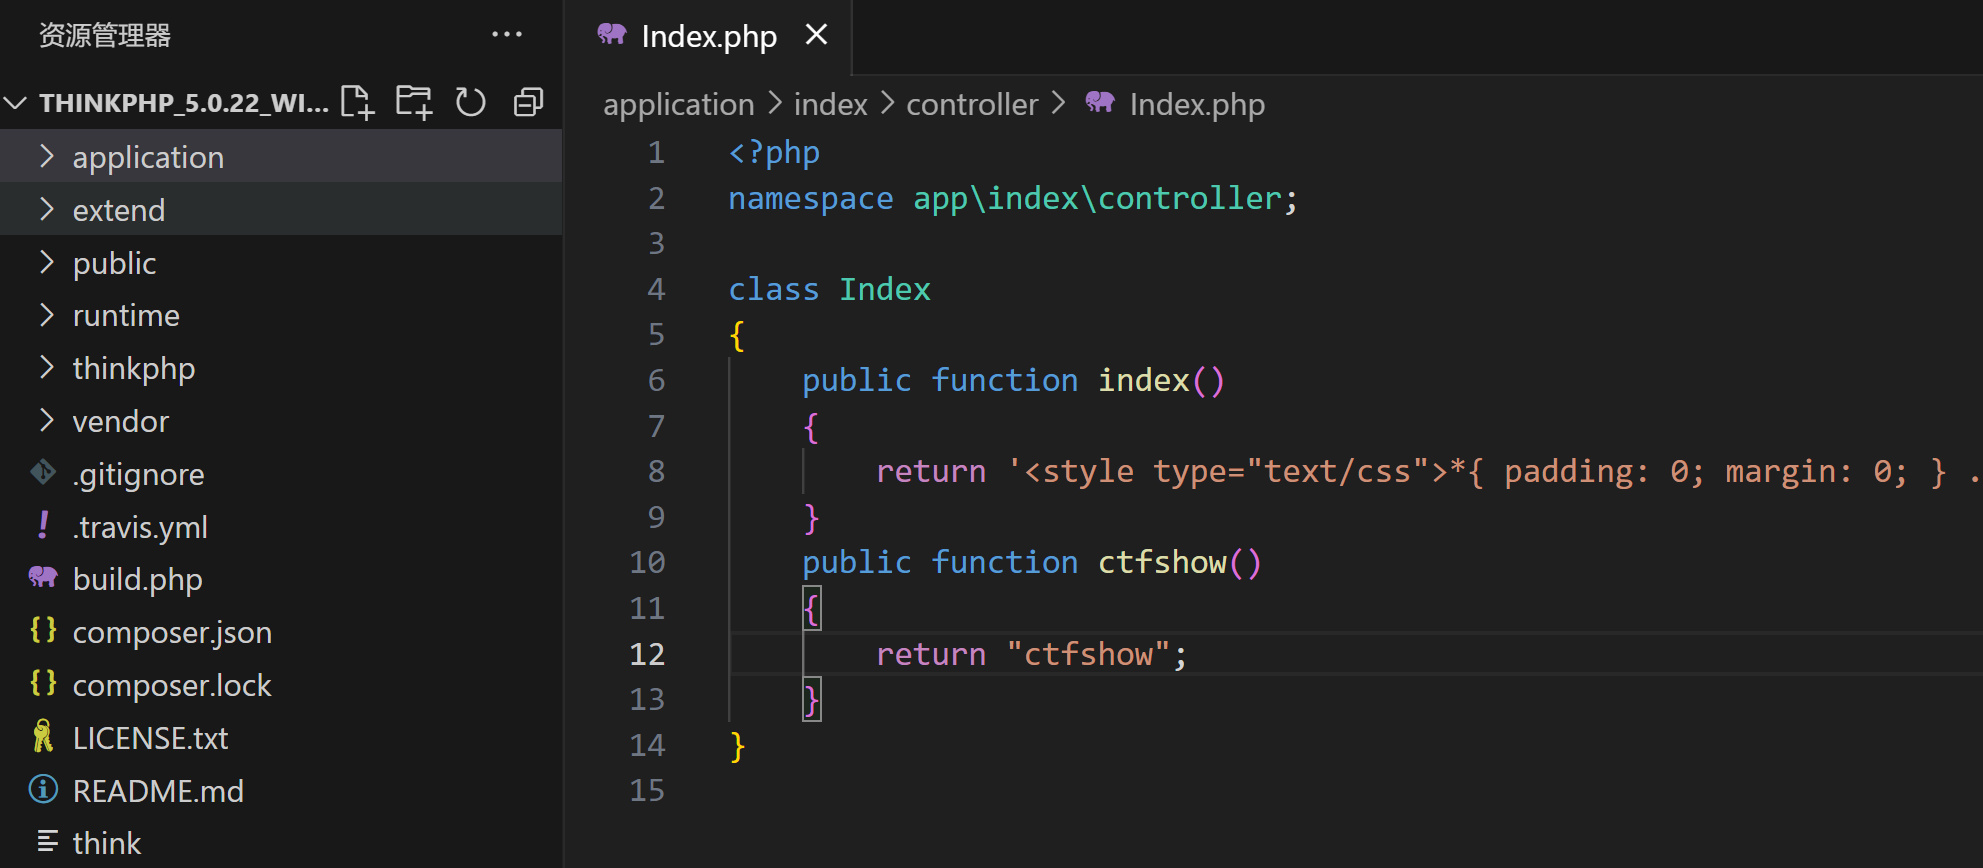 资源管理器
THINKPHP_5.0.22_WI...
application
extend
public
runtime
thinkphp
vendor
.gitignore
.travis.yml
build.php
composer.json
composer.lock
LICENSE.txt
README.md
think
Index.php
application > index > controller > Index.php
1 <?php
2 namespace app\index\controller;
3
4 class Index
5 {
6     public function index()
7     {
8         return '<style type="text/css">*{ padding: 0; margin: 0; } .
9     }
10     public function ctfshow()
11     {
12         return "ctfshow";
13     }
14 }
15